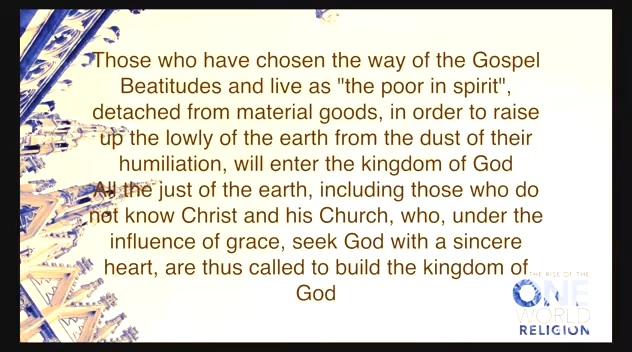 Those who have chosen the way of the Gospel
Beatitudes and live as "the poor in spirit",
detached from material goods, in order to raise
up the lowly of the earth from the dust of their
humiliation, will enter the kingdom of God
All the just of the earth, including those who do
not know Christ and his Church, who, under the
influence of grace, seek God with a sincere
heart, are thus called to build the kingdom of
God
THE RISE OF THE
ONE
WORLD
RELIGION